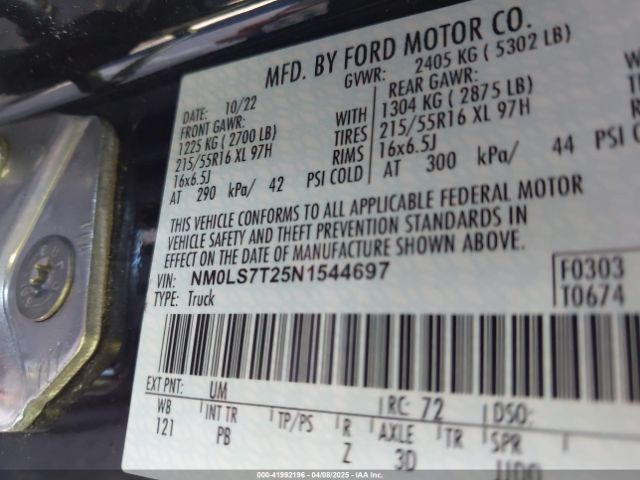 MFD. BY FORD MOTOR CO.
GVWR: 2405 KG ( 5302 LB)
DATE: 10/22
FRONT GAWR: REAR GAWR:
1225 KG ( 2700 LB) WITH 1304 KG ( 2875 LB)
215/55R16 XL 97H TIRES 215/55R16 XL 97H
16x6.5J RIMS 16x6.5J
AT 290 kPa/ 42 PSI COLD AT 300 kPa/ 44 PSI CO
THIS VEHICLE CONFORMS TO ALL APPLICABLE FEDERAL MOTOR
VEHICLE SAFETY AND THEFT PREVENTION STANDARDS IN
EFFECT ON THE DATE OF MANUFACTURE SHOWN ABOVE.
VIN: NM0LS7T25N1544697 F0303
TYPE: Truck T0674
EXT PNT: UM RC: 72 DSO:
WB INT TR TP/PS R AXLE TR SPR
121 PB Z 3D
000-41992196 - 04/08/2025 - IAAI, INC.